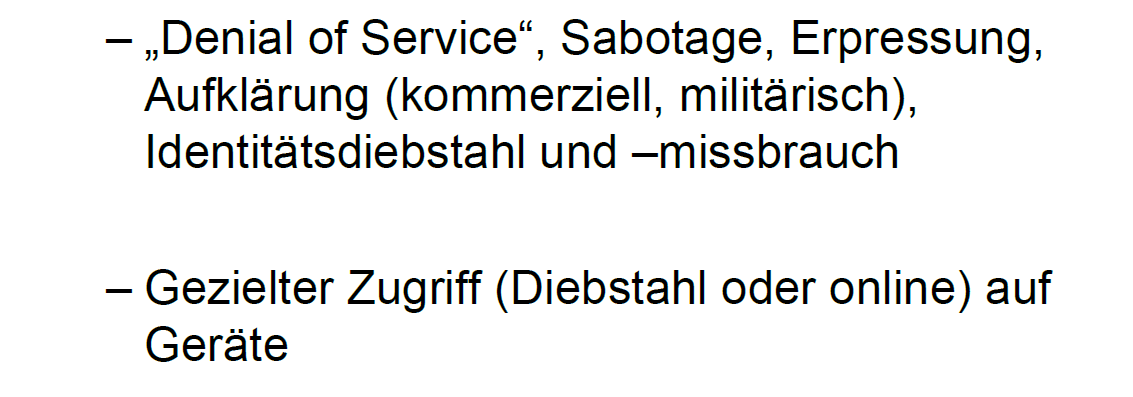 – „Denial of Service“, Sabotage, Erpressung,
Aufklärung (kommerziell, militärisch),
Identitätsdiebstahl und –missbrauch
– Gezielter Zugriff (Diebstahl oder online) auf
Geräte